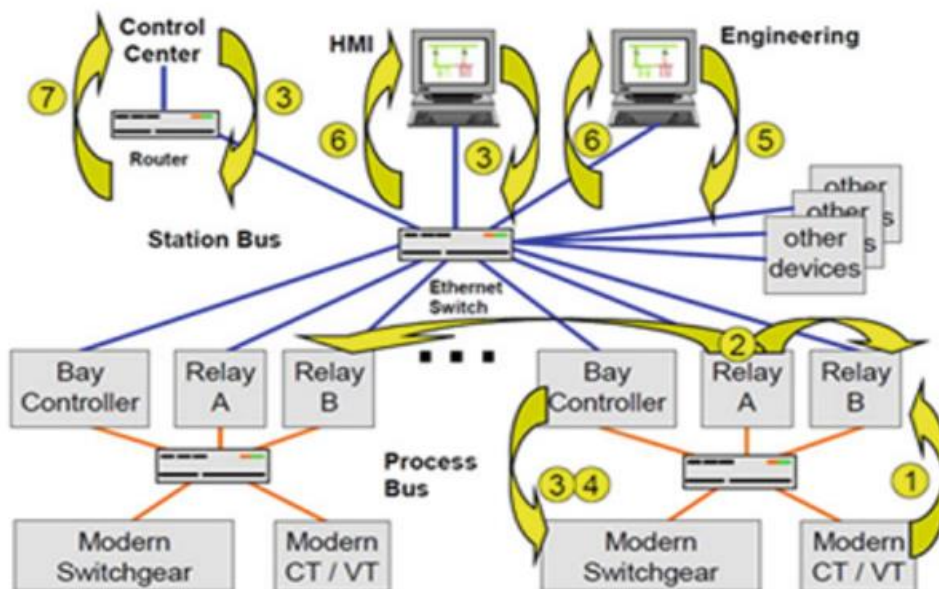 Control
Center
HMI
Engineering
7
3
6
3
6
5
Router
other
other
other
devices
Station Bus
Ethernet
Switch
2
Bay
Controller
Relay
A
Relay
B
Bay
Controller
Relay
A
Relay
B
Process
Bus
3
4
1
Modern
Switchgear
Modern
CT / VT
Modern
Switchgear
Modern
CT / VT